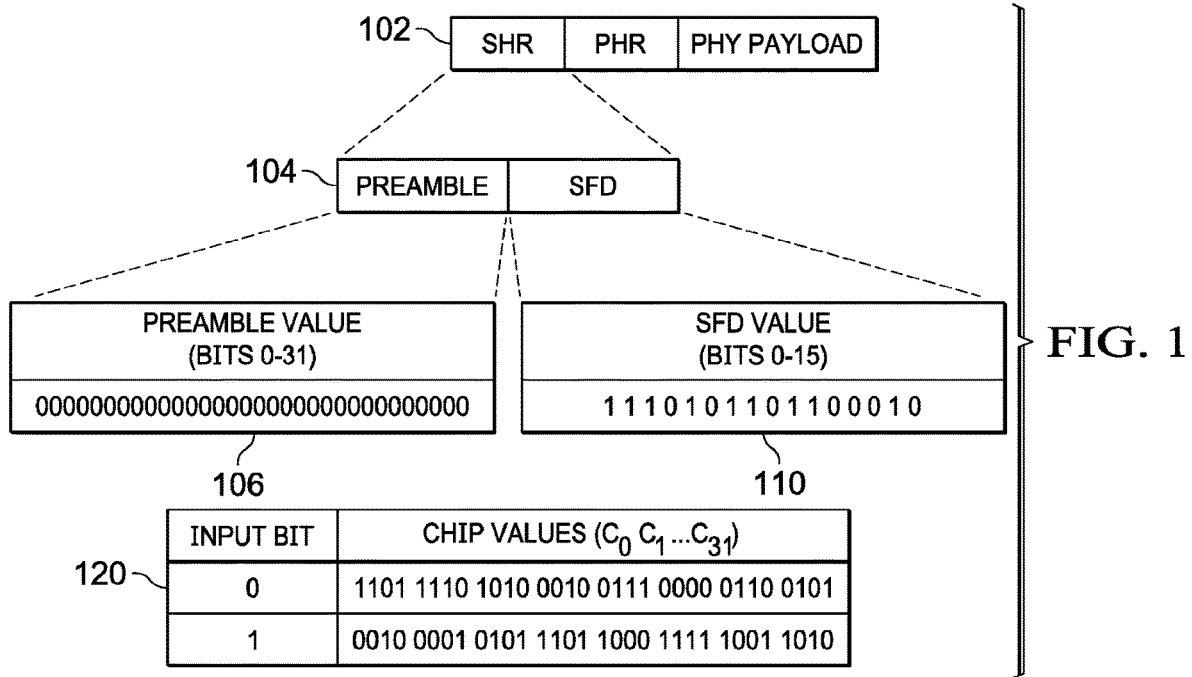 102 SHR PHR PHY PAYLOAD
104 PREAMBLE SFD
PREAMBLE VALUE
(BITS 0-31)
00000000000000000000000000000000
106
SFD VALUE
(BITS 0-15)
1 1 1 0 1 0 1 1 0 1 1 0 0 0 1 0
110
FIG. 1
120
INPUT BIT CHIP VALUES (C0 C1 ...C31)
0 1101 1110 1010 0010 0111 0000 0110 0101
1 0010 0001 0101 1101 1000 1111 1001 1010